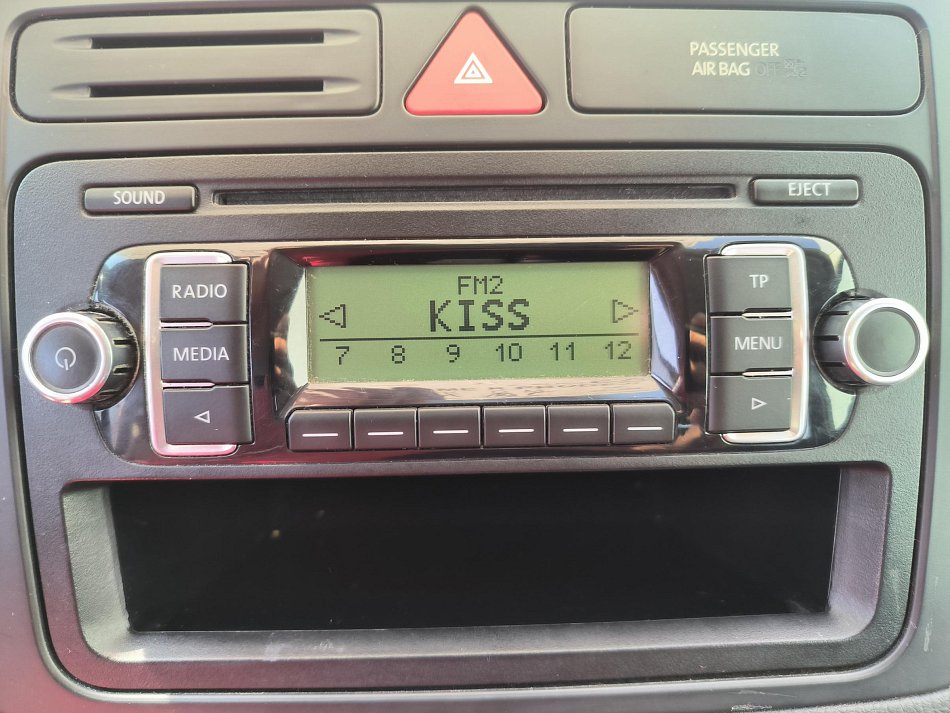 PASSENGER
AIR BAG OFF
SOUND
EJECT
RADIO
MEDIA
FM2
KISS
7 8 9 10 11 12
TP
MENU